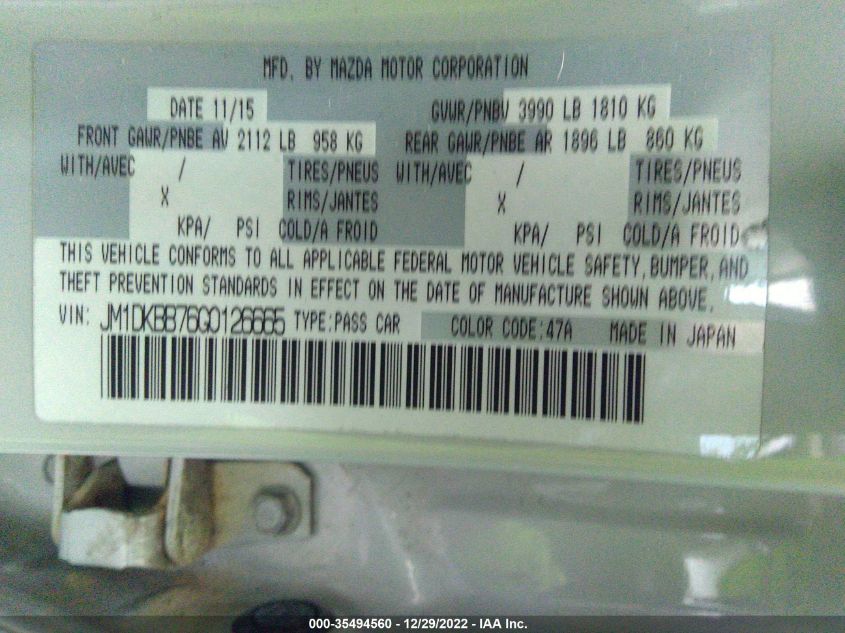 MFD. BY MAZDA MOTOR CORPORATION
DATE 11/15 GVWR/PNBV 3990 LB 1810 KG
FRONT GAWR/PNBE AV 2112 LB 958 KG REAR GAWR/PNBE AR 1896 LB 860 KG
WITH/AVEC / TIRES/PNEUS WITH/AVEC / TIRES/PNEUS
X RIMS/JANTES X RIMS/JANTES
KPA/ PSI COLD/A FROID KPA/ PSI COLD/A FROID
THIS VEHICLE CONFORMS TO ALL APPLICABLE FEDERAL MOTOR VEHICLE SAFETY, BUMPER, AND
THEFT PREVENTION STANDARDS IN EFFECT ON THE DATE OF MANUFACTURE SHOWN ABOVE.
VIN: JM1DKBB76G0126665 TYPE: PASS CAR COLOR CODE: 47A MADE IN JAPAN
000-35494560 - 12/29/2022 - IAA Inc.